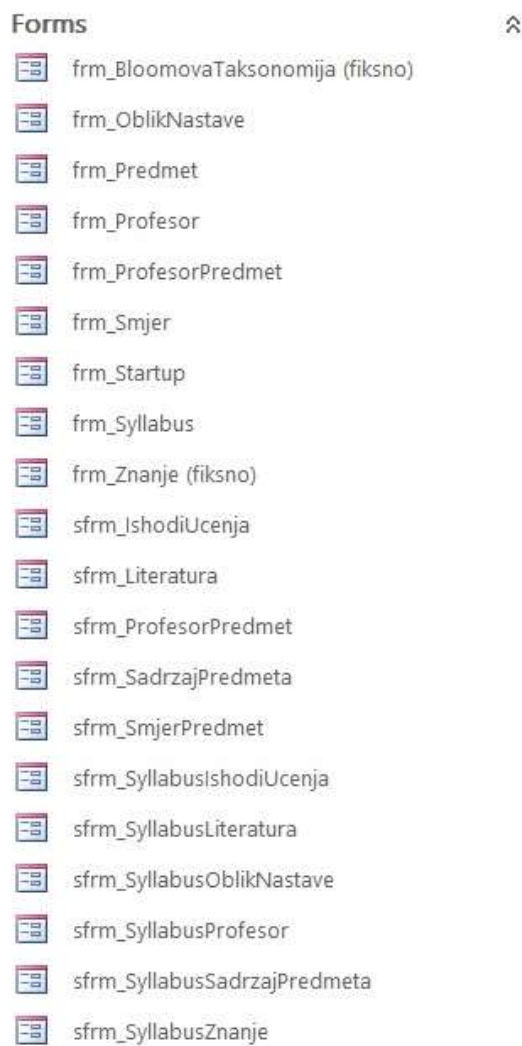 Forms
frm_BloomovaTaksonomija (fiksno)
frm_OblikNastave
frm_Predmet
frm_Profesor
frm_ProfesorPredmet
frm_Smjer
frm_Startup
frm_Syllabus
frm_Znanje (fiksno)
sfrm_IshodiUcenja
sfrm_Literatura
sfrm_ProfesorPredmet
sfrm_SadrzajPredmeta
sfrm_SmjerPredmet
sfrm_SyllabusIshodiUcenja
sfrm_SyllabusLiteratura
sfrm_SyllabusOblikNastave
sfrm_SyllabusProfesor
sfrm_SyllabusSadrzajPredmeta
sfrm_SyllabusZnanje